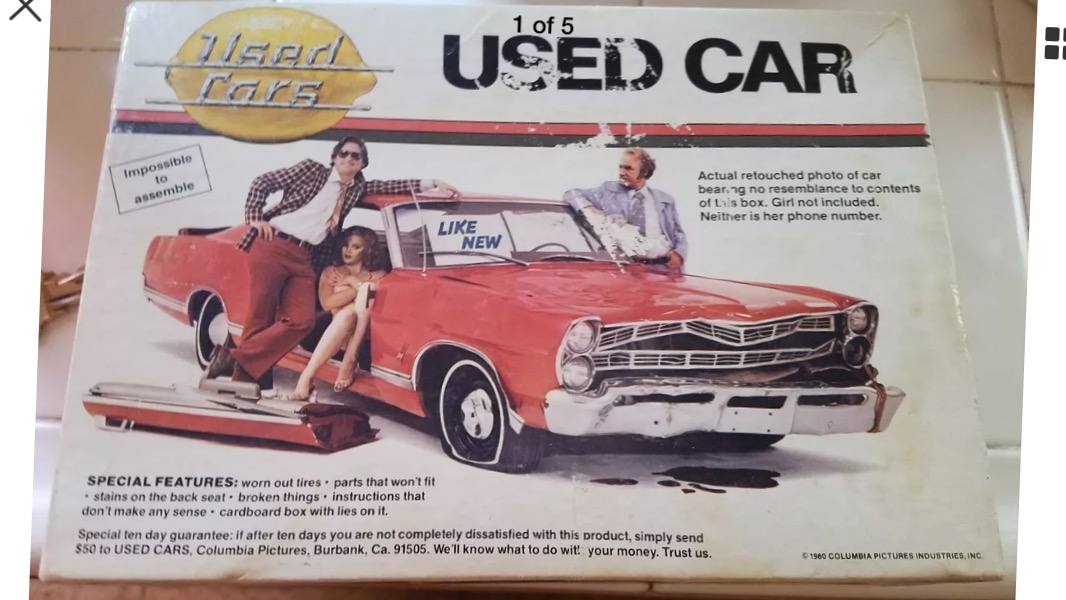 1 of 5
Used
Cars
USED CAR
Impossible
to
assemble
Actual retouched photo of car
bearing no resemblance to contents
of this box. Girl not included.
Neither is her phone number.
LIKE
NEW
SPECIAL FEATURES: worn out tires • parts that won't fit
• stains on the back seat • broken things • instructions that
don't make any sense • cardboard box with lies on it.
Special ten day guarantee: if after ten days you are not completely dissatisfied with this product, simply send
$50 to USED CARS, Columbia Pictures, Burbank, Ca. 91505. We'll know what to do with your money. Trust us.
© 1980 COLUMBIA PICTURES INDUSTRIES, INC.